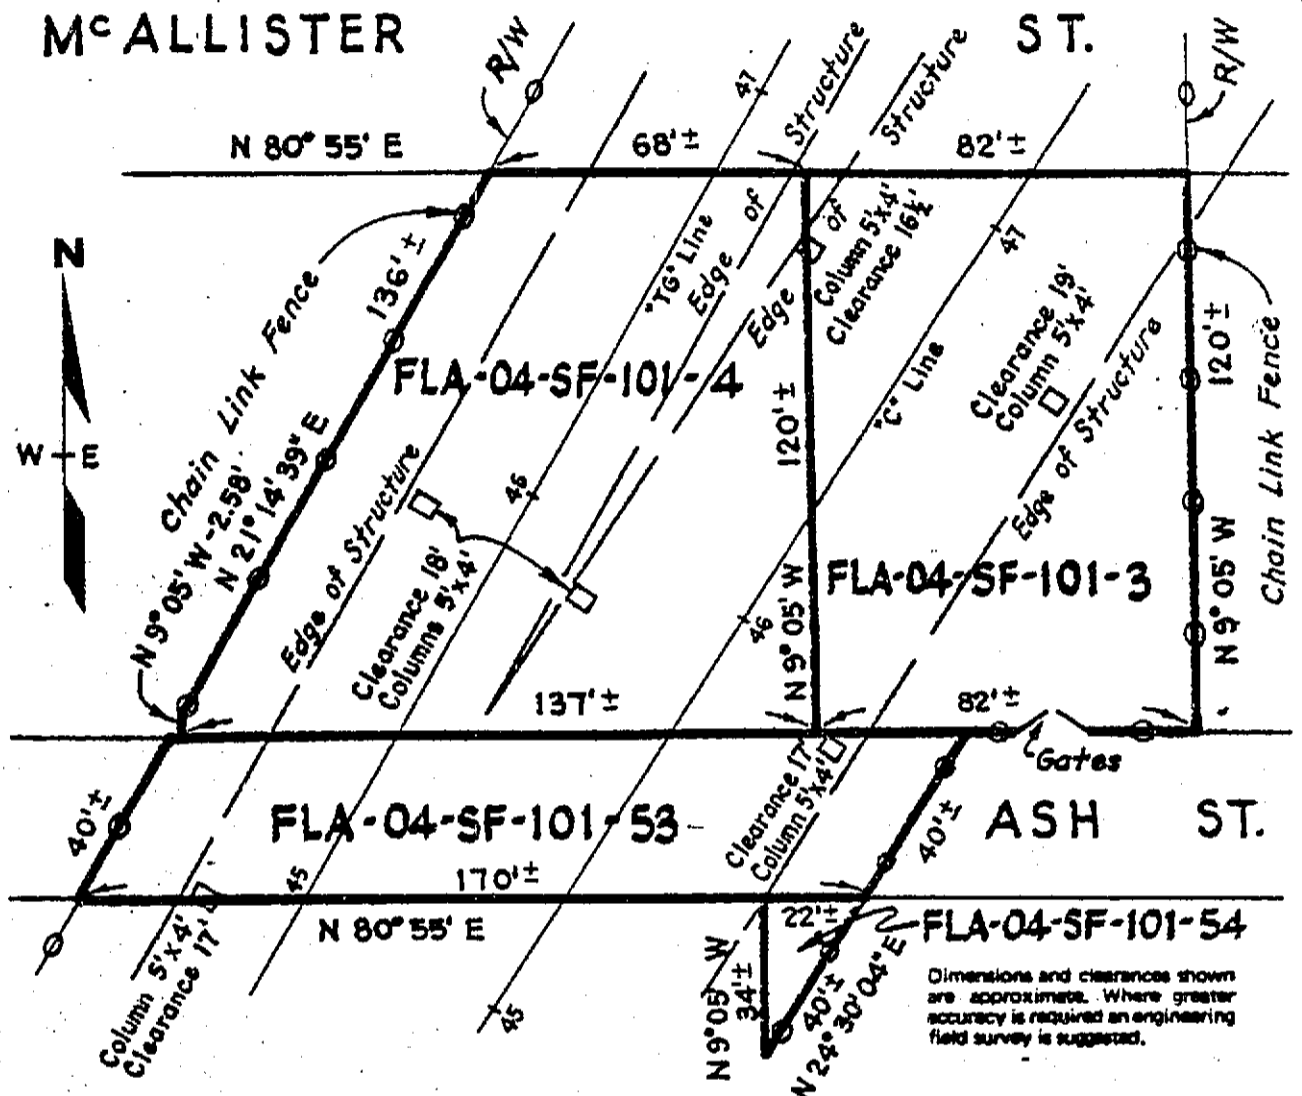 McALLISTER ST.
R/W
R/W
N 80° 55' E
68'±
82'±
47
Structure
Structure
Edge of
Edge of
"TG" Line
Column 5'x4'
Clearance 16½'
47
N
W E
Chain Link Fence
136'±
FLA-04-SF-101-4
"C" Line
Clearance 19'
Column 5'x4'
120'±
120'±
Chain Link Fence
Edge of Structure
N 9° 05' W-2.58'
N 21° 14' 39" E
Edge of Structure
46
Clearance 18'
Columns 5'x4'
N 9° 05' W
46
FLA-04-SF-101-3
N 9° 05' W
137'±
82'±
Gates
40'±
FLA-04-SF-101-53
Clearance 17'
Column 5'x4'
40'±
ASH ST.
45
170'±
N 80° 55' E
22'±
FLA-04-SF-101-54
Column 5'x4'
Clearance 17'
45
N 9° 05' W
34'±
40'±
N 24° 30' 04" E
Dimensions and clearances shown
are approximate. Where greater
accuracy is required an engineering
field survey is suggested.